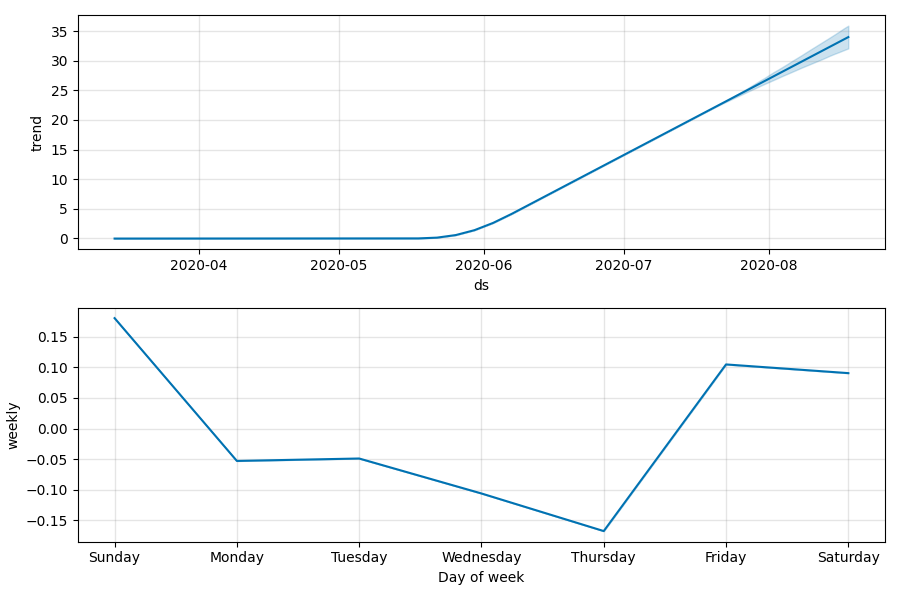 35
30
25
20
15
10
5
0
trend
2020-04 2020-05 2020-06 2020-07 2020-08
ds
0.15
0.10
0.05
0.00
−0.05
−0.10
−0.15
weekly
Sunday Monday Tuesday Wednesday Thursday Friday Saturday
Day of week